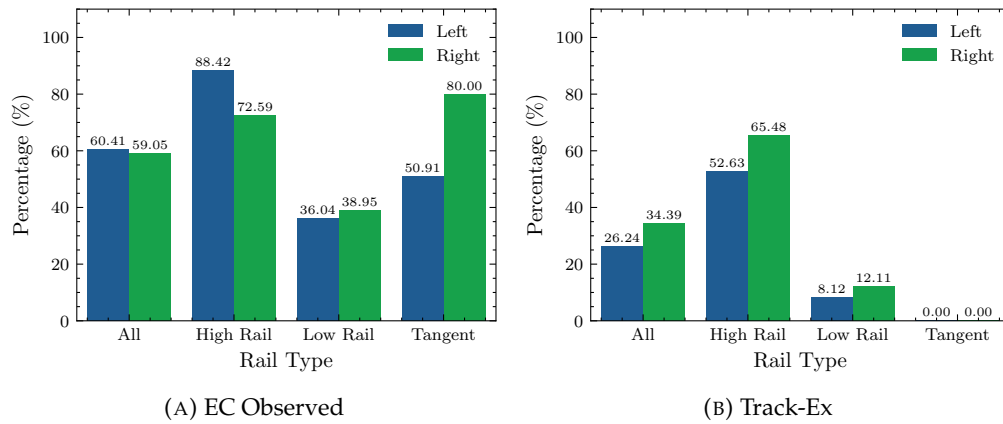 100
80
60
40
20
0
Percentage (%)
Left
Right
60.41
59.05
88.42
72.59
36.04
38.95
50.91
80.00
All
High Rail
Low Rail
Tangent
Rail Type
(A) EC Observed
100
80
60
40
20
0
Percentage (%)
Left
Right
26.24
34.39
52.63
65.48
8.12
12.11
0.00
0.00
All
High Rail
Low Rail
Tangent
Rail Type
(B) Track-Ex